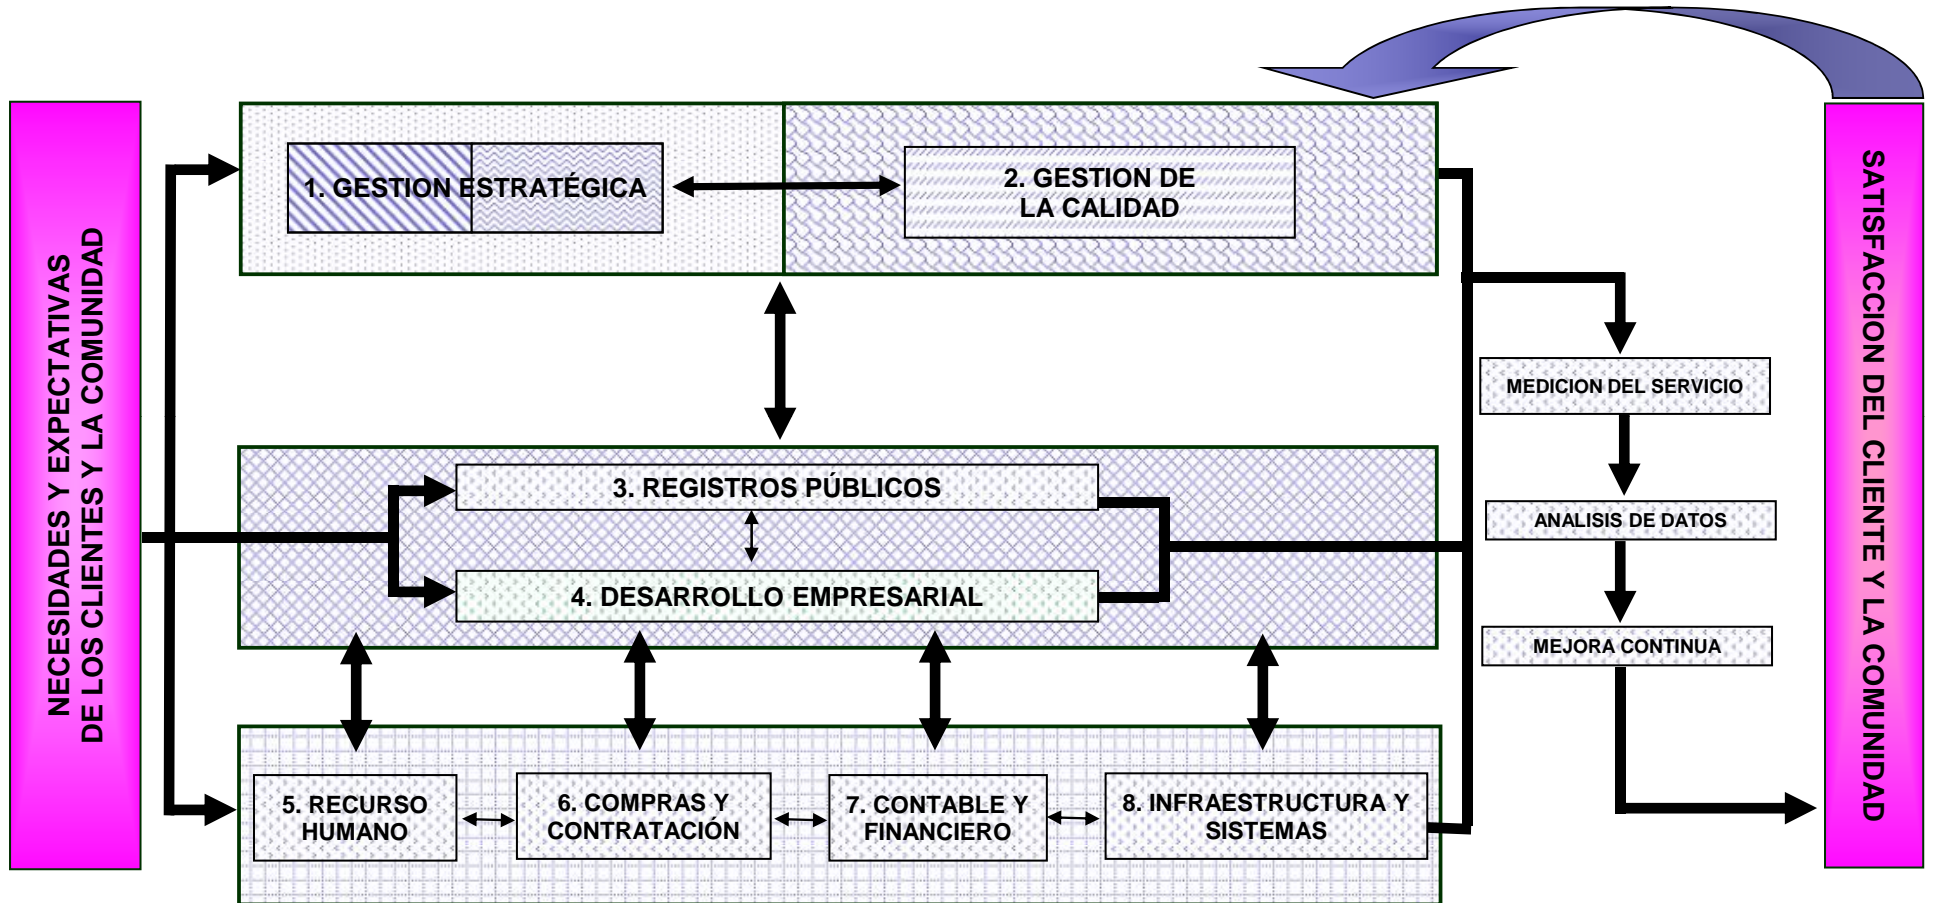 NECESIDADES Y EXPECTATIVAS
DE LOS CLIENTES Y LA COMUNIDAD
1. GESTION ESTRATÉGICA
2. GESTION DE
LA CALIDAD
3. REGISTROS PÚBLICOS
4. DESARROLLO EMPRESARIAL
5. RECURSO
HUMANO
6. COMPRAS Y
CONTRATACIÓN
7. CONTABLE Y
FINANCIERO
8. INFRAESTRUCTURA Y
SISTEMAS
MEDICION DEL SERVICIO
ANALISIS DE DATOS
MEJORA CONTINUA
SATISFACCION DEL CLIENTE Y LA COMUNIDAD